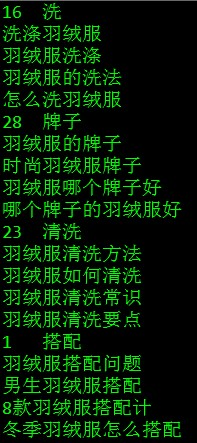 16  洗
洗涤羽绒服
羽绒服洗涤
羽绒服的洗法
怎么洗羽绒服
28  牌子
羽绒服的牌子
时尚羽绒服牌子
羽绒服哪个牌子好
哪个牌子的羽绒服好
23  清洗
羽绒服清洗方法
羽绒服如何清洗
羽绒服清洗常识
羽绒服清洗要点
1  搭配
羽绒服搭配问题
男生羽绒服搭配
8款羽绒服搭配计
冬季羽绒服怎么搭配